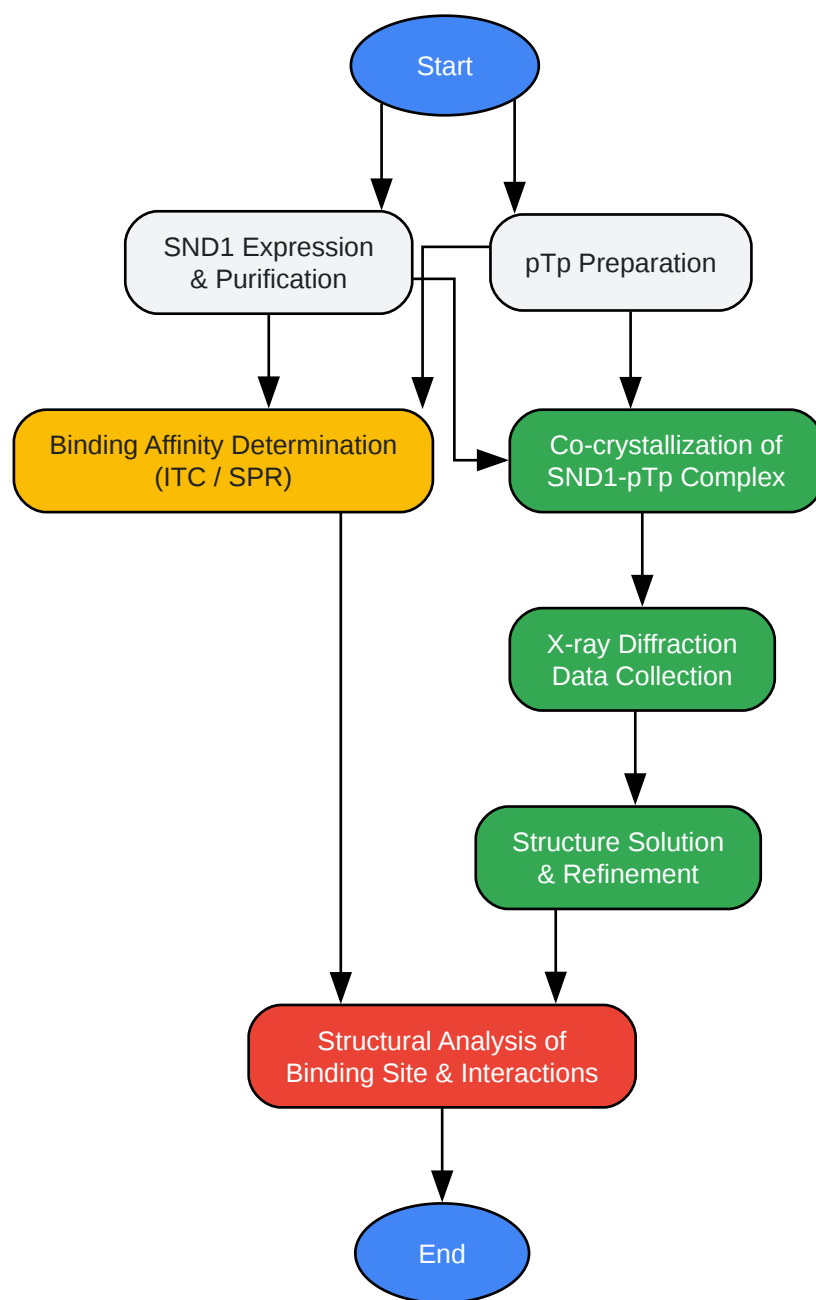 Start
SND1 Expression
& Purification
pTp Preparation
Binding Affinity Determination
(ITC / SPR)
Co-crystallization of
SND1-pTp Complex
X-ray Diffraction
Data Collection
Structure Solution
& Refinement
Structural Analysis of
Binding Site & Interactions
End